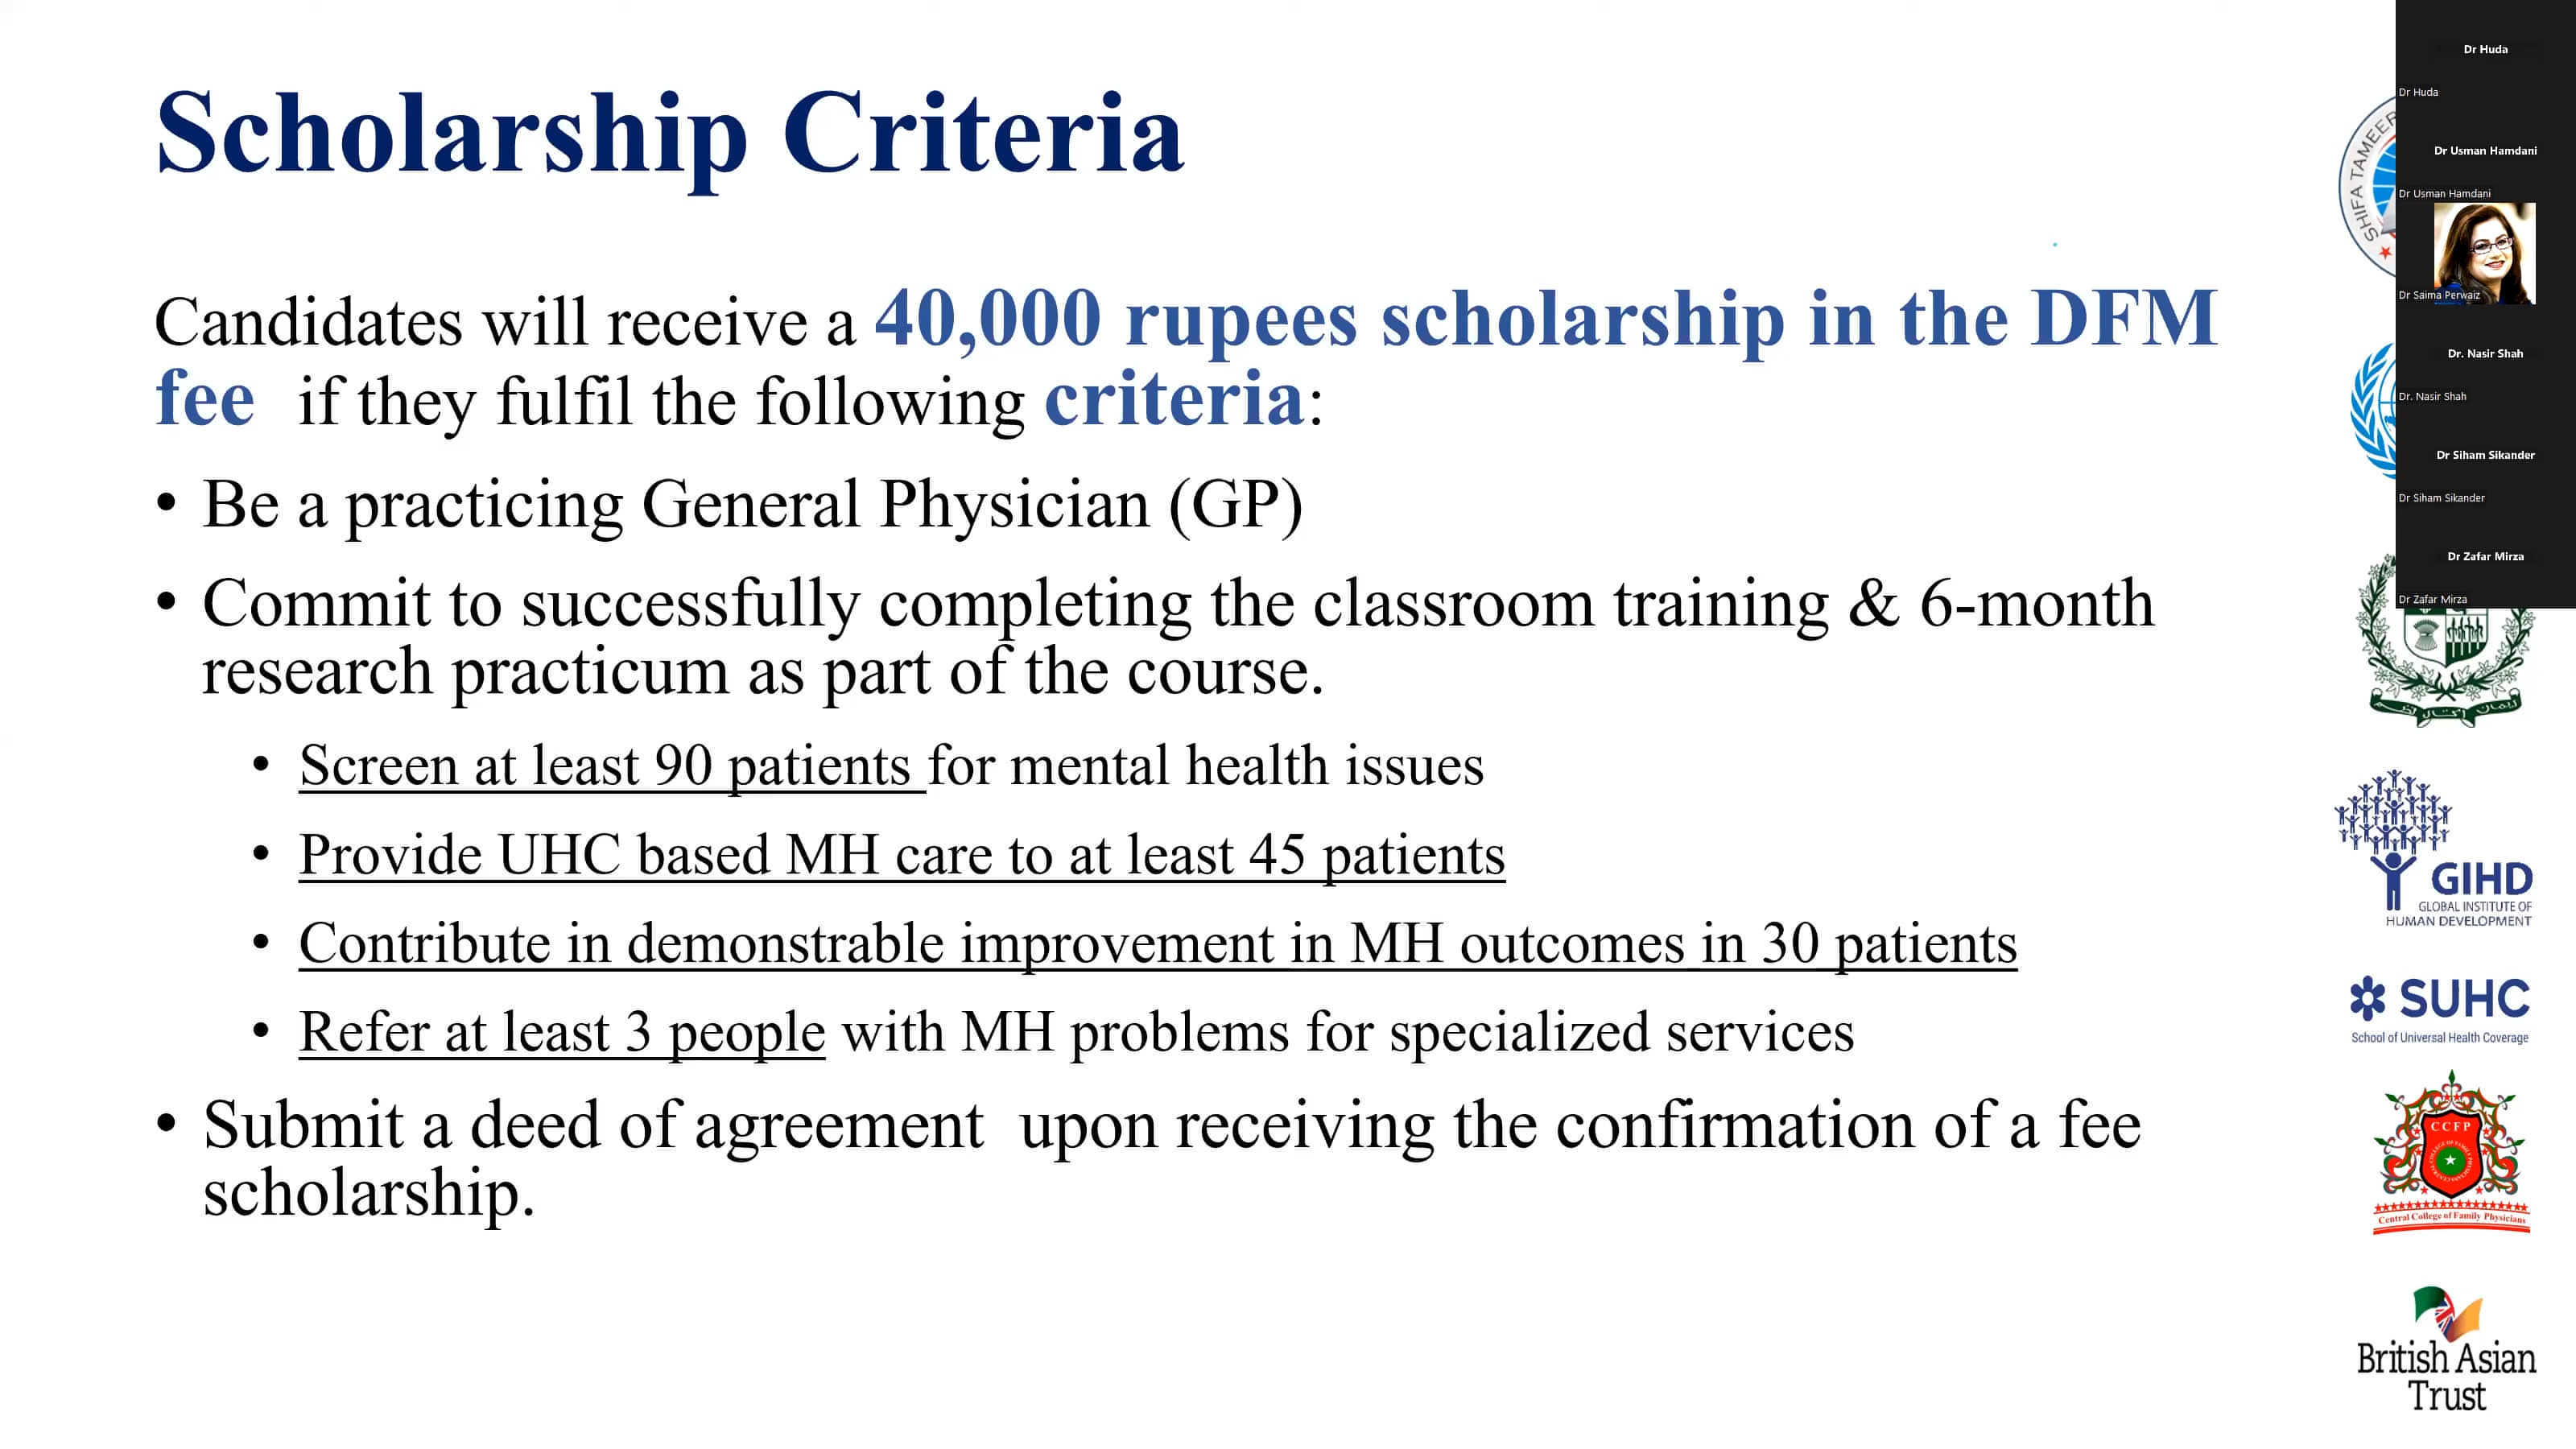 Scholarship Criteria
Candidates will receive a 40,000 rupees scholarship in the DFM
fee if they fulfil the following criteria:
• Be a practicing General Physician (GP)
• Commit to successfully completing the classroom training & 6-month
research practicum as part of the course.
• Screen at least 90 patients for mental health issues
• Provide UHC based MH care to at least 45 patients
• Contribute in demonstrable improvement in MH outcomes in 30 patients
• Refer at least 3 people with MH problems for specialized services
• Submit a deed of agreement upon receiving the confirmation of a fee
scholarship.
Dr Huda
Dr Huda
Dr Usman Hamdani
Dr Usman Hamdani
Dr Saima Perwaiz
Dr. Nasir Shah
Dr. Nasir Shah
Dr Siham Sikander
Dr Siham Sikander
Dr Zafar Mirza
Dr Zafar Mirza
SHIFA TAMEER
GIHD
GLOBAL INSTITUTE OF
HUMAN DEVELOPMENT
SUHC
School of Universal Health Coverage
CCFP
Central College of Family Physicians
British Asian
Trust